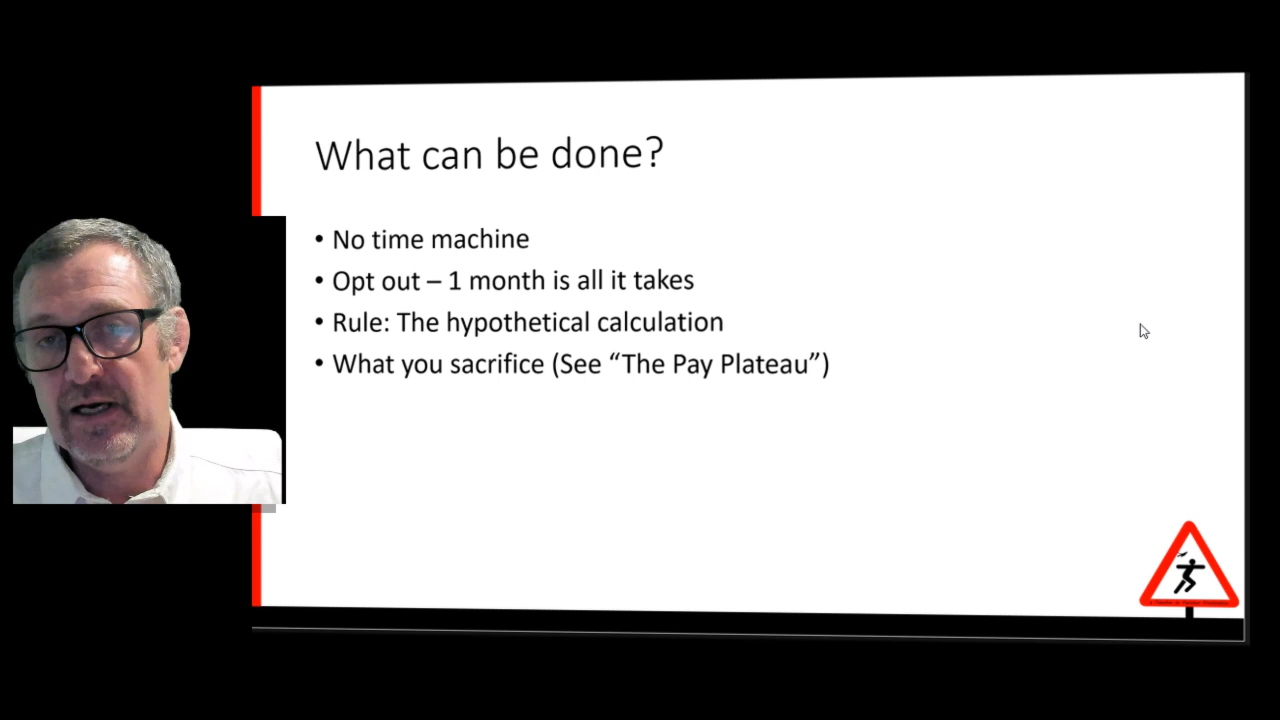 What can be done?
• No time machine
• Opt out – 1 month is all it takes
• Rule: The hypothetical calculation
• What you sacrifice (See “The Pay Plateau”)